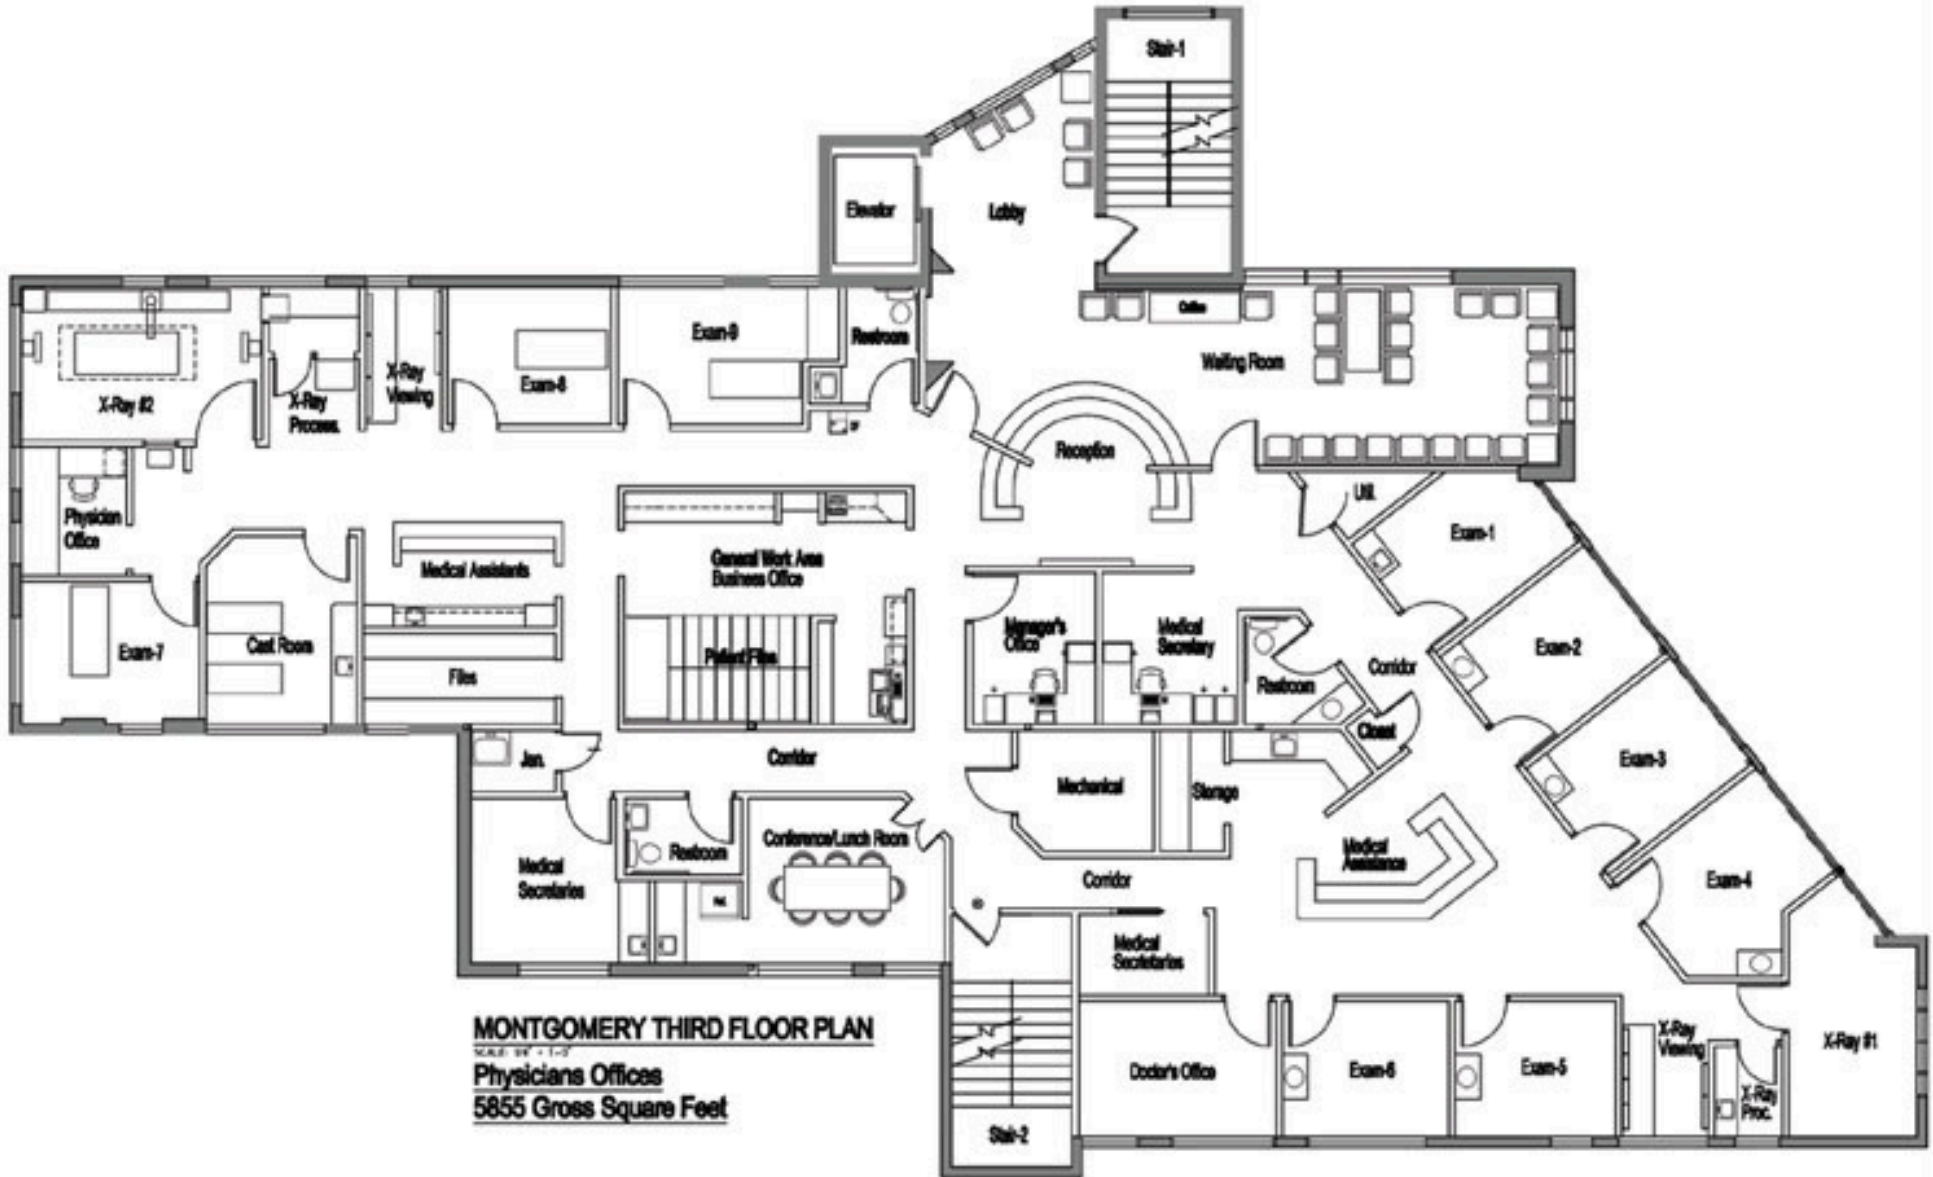 Stair-1
Elevator
Lobby
Coffee
Waiting Room
Restroom
Exam-9
Exam-8
X-Ray
Viewing
X-Ray
Process.
X-Ray #2
DF
Reception
Util.
Exam-1
Physician
Office
Medical Assistants
General Work Area
Business Office
Exam-7
Cast Room
Files
Patient Files
Manager's
Office
Medical
Secretary
Restroom
Corridor
Exam-2
Closet
Exam-3
Jan.
Corridor
Mechanical
Storage
Medical
Secretaries
Restroom
Conference/Lunch Room
Ref.
Medical
Assistance
Corridor
Exam-4
Medical
Secretaries
MONTGOMERY THIRD FLOOR PLAN
Physicians Offices
5855 Gross Square Feet
Stair-2
Doctor's Office
Exam-6
Exam-5
X-Ray
Viewing
X-Ray
Proc.
X-Ray #1